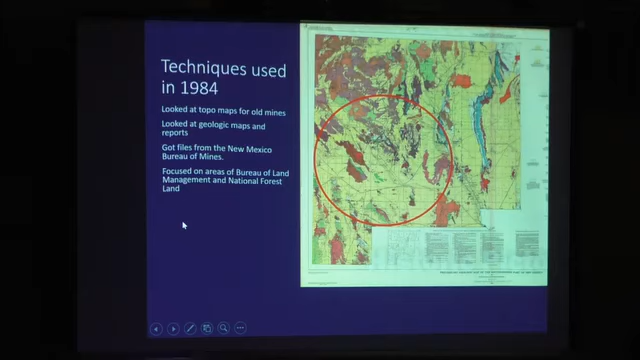 Techniques used
in 1984
Looked at topo maps for old mines
Looked at geologic maps and
reports
Got files from the New Mexico
Bureau of Mines.
Focused on areas of Bureau of Land
Management and National Forest
Land